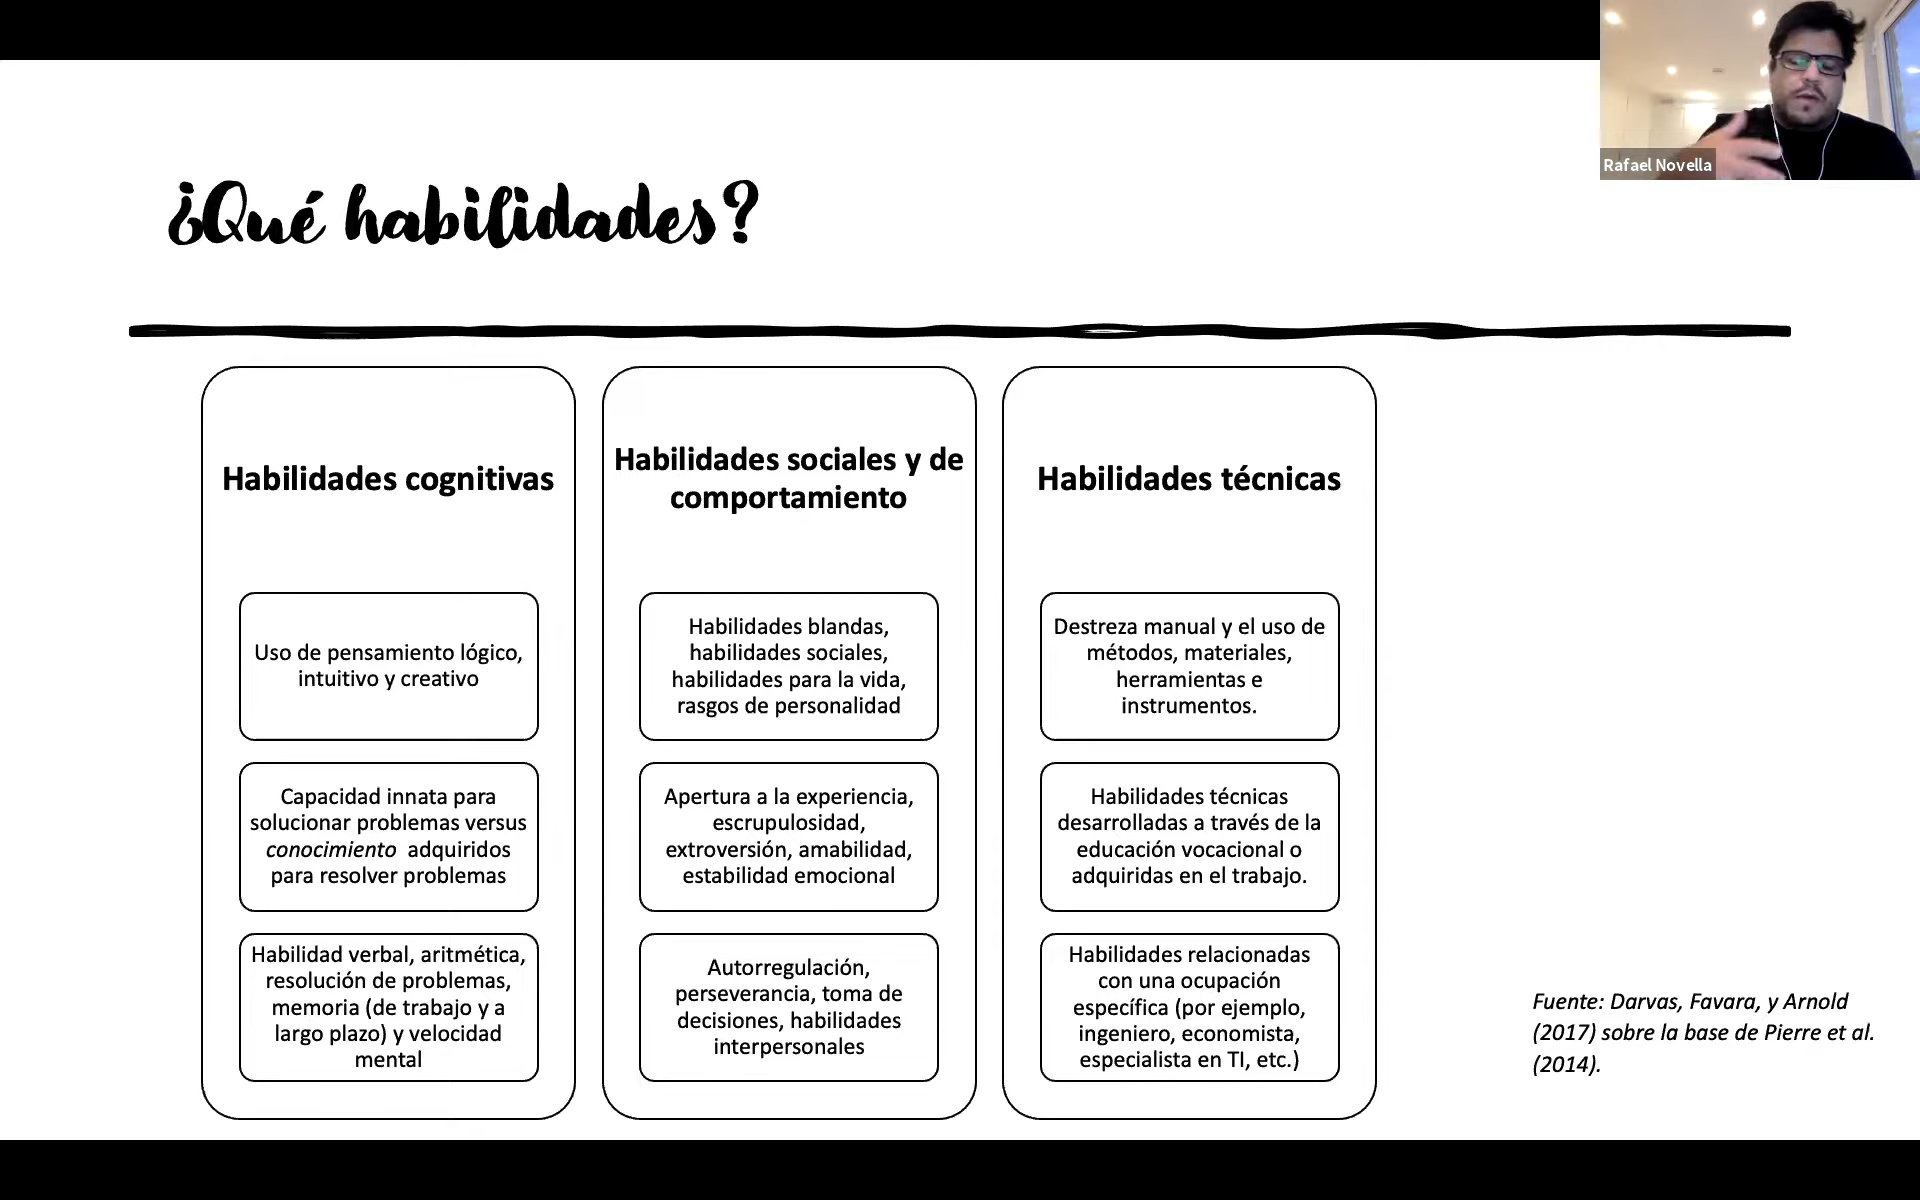 Rafael Novella
¿Qué habilidades?
Habilidades cognitivas
Uso de pensamiento lógico,
intuitivo y creativo
Capacidad innata para
solucionar problemas versus
conocimiento adquiridos
para resolver problemas
Habilidad verbal, aritmética,
resolución de problemas,
memoria (de trabajo y a
largo plazo) y velocidad
mental
Habilidades sociales y de
comportamiento
Habilidades blandas,
habilidades sociales,
habilidades para la vida,
rasgos de personalidad
Apertura a la experiencia,
escrupulosidad,
extroversión, amabilidad,
estabilidad emocional
Autorregulación,
perseverancia, toma de
decisiones, habilidades
interpersonales
Habilidades técnicas
Destreza manual y el uso de
métodos, materiales,
herramientas e
instrumentos.
Habilidades técnicas
desarrolladas a través de la
educación vocacional o
adquiridas en el trabajo.
Habilidades relacionadas
con una ocupación
específica (por ejemplo,
ingeniero, economista,
especialista en TI, etc.)
Fuente: Darvas, Favara, y Arnold
(2017) sobre la base de Pierre et al.
(2014).